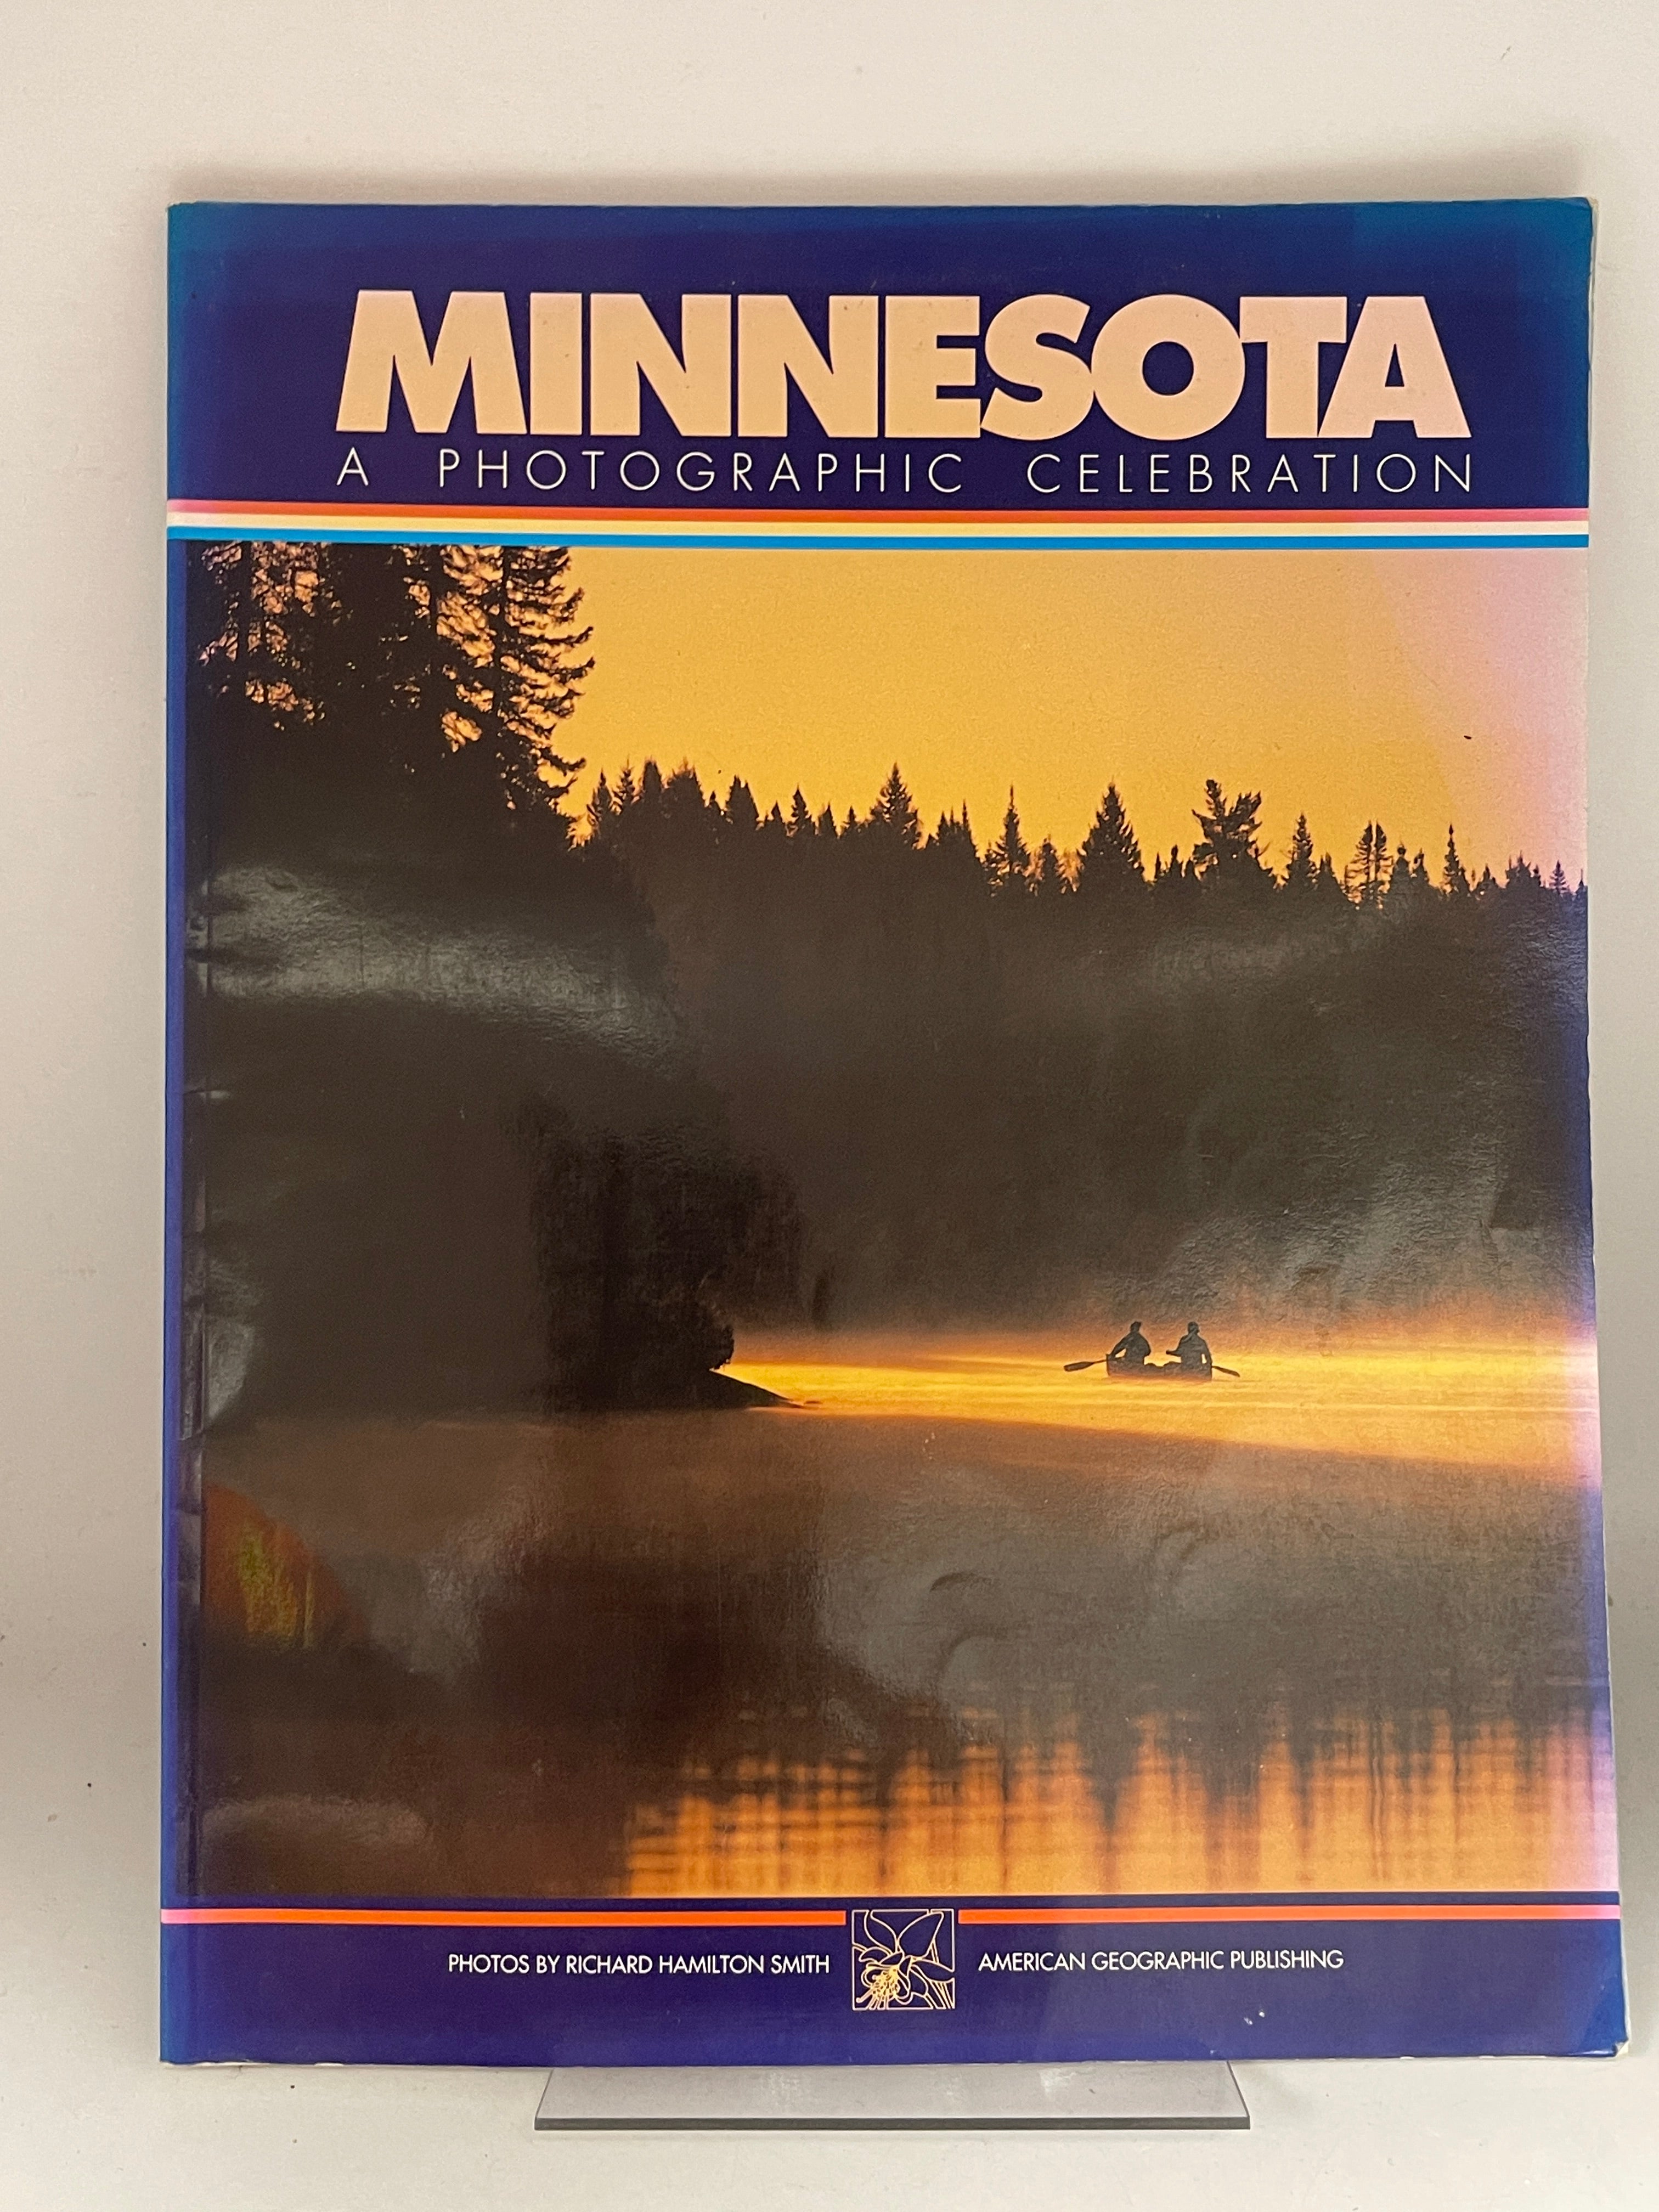 MINNESOTA
A PHOTOGRAPHIC CELEBRATION
PHOTOS BY RICHARD HAMILTON SMITH
AMERICAN GEOGRAPHIC PUBLISHING